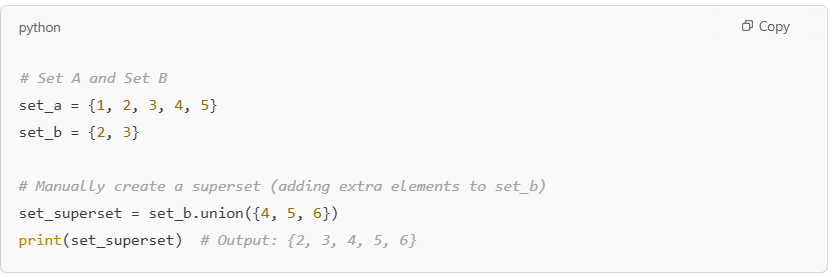 python
Copy
# Set A and Set B
set_a = {1, 2, 3, 4, 5}
set_b = {2, 3}
# Manually create a superset (adding extra elements to set_b)
set_superset = set_b.union({4, 5, 6})
print(set_superset)  # Output: {2, 3, 4, 5, 6}